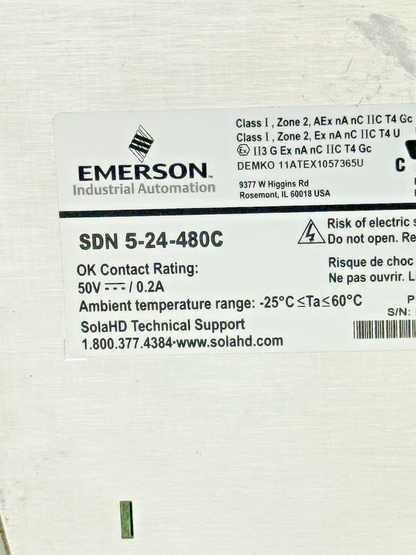 Class I, Zone 2, AEx nA nC IIC T4 Gc
Class I, Zone 2, Ex nA nC IIC T4 U
Ex II3 G Ex nA nC IIC T4 Gc
DEMKO 11ATEX1057365U
C
EMERSON™
Industrial Automation
9377 W Higgins Rd
Rosemont, IL 60018 USA
SDN 5-24-480C
Risk of electric s
Do not open. Re
OK Contact Rating:
50V ⎓ / 0.2A
Risque de choc
Ne pas ouvrir. L
Ambient temperature range: -25°C ≤Ta≤ 60°C
P
S/N:
SolaHD Technical Support
1.800.377.4384·www.solahd.com